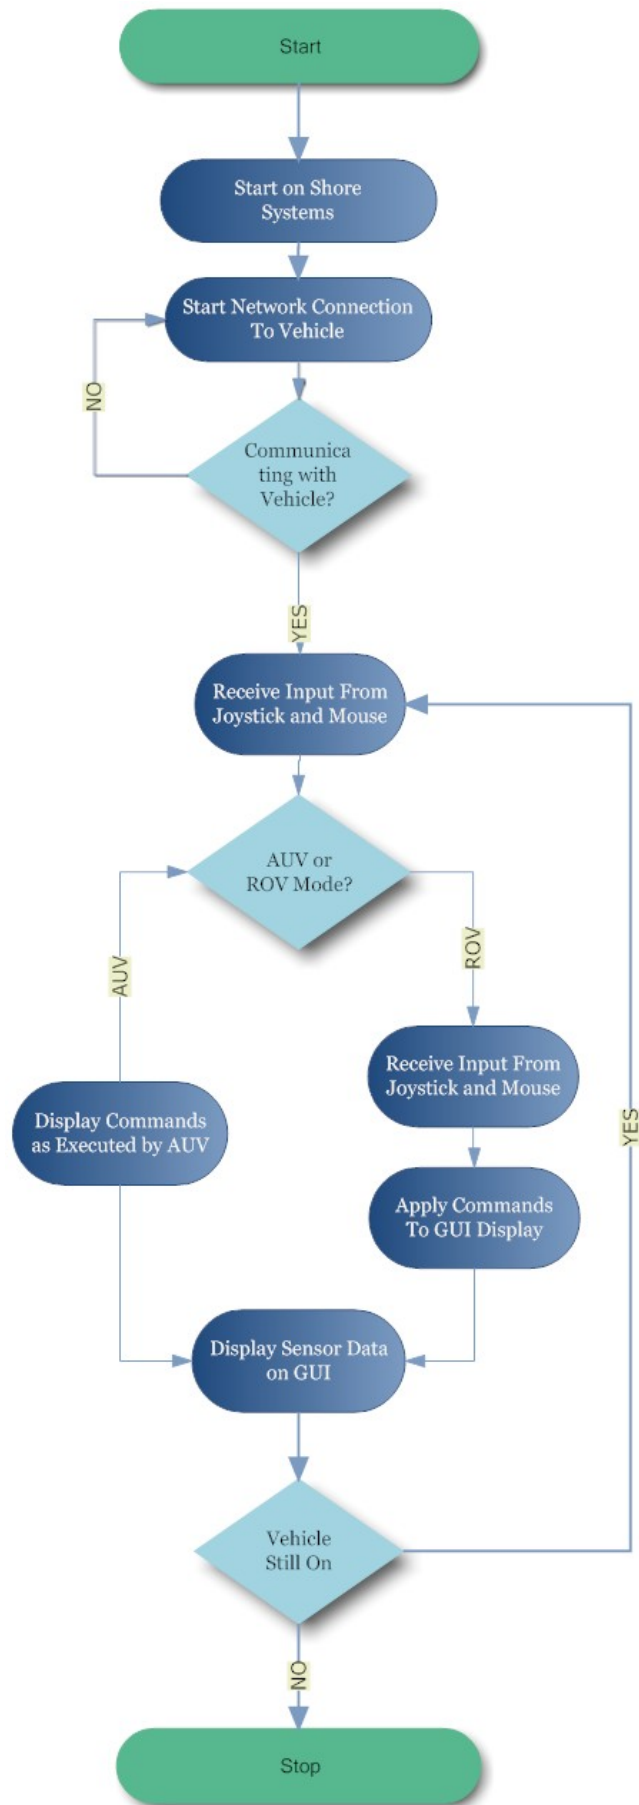 Start
Start on Shore
Systems
Start Network Connection
To Vehicle
NO
Communica
ting with
Vehicle?
YES
Receive Input From
Joystick and Mouse
AUV or
ROV Mode?
AUV
ROV
Receive Input From
Joystick and Mouse
Display Commands
as Executed by AUV
YES
Apply Commands
To GUI Display
Display Sensor Data
on GUI
Vehicle
Still On
NO
Stop